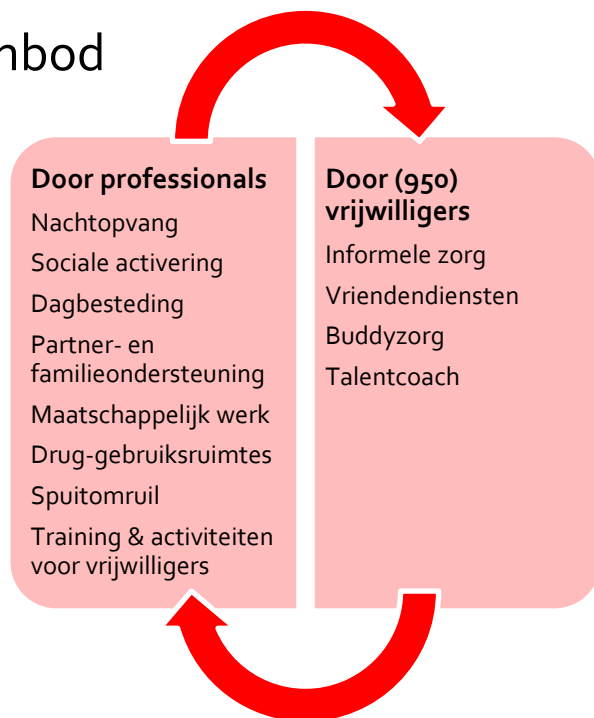 nbod
Door professionals
Nachtopvang
Sociale activering
Dagbesteding
Partner- en
familieondersteuning
Maatschappelijk werk
Drug-gebruiksruimtes
Spuitomruil
Training & activiteiten
voor vrijwilligers
Door (950)
vrijwilligers
Informele zorg
Vriendendiensten
Buddyzorg
Talentcoach